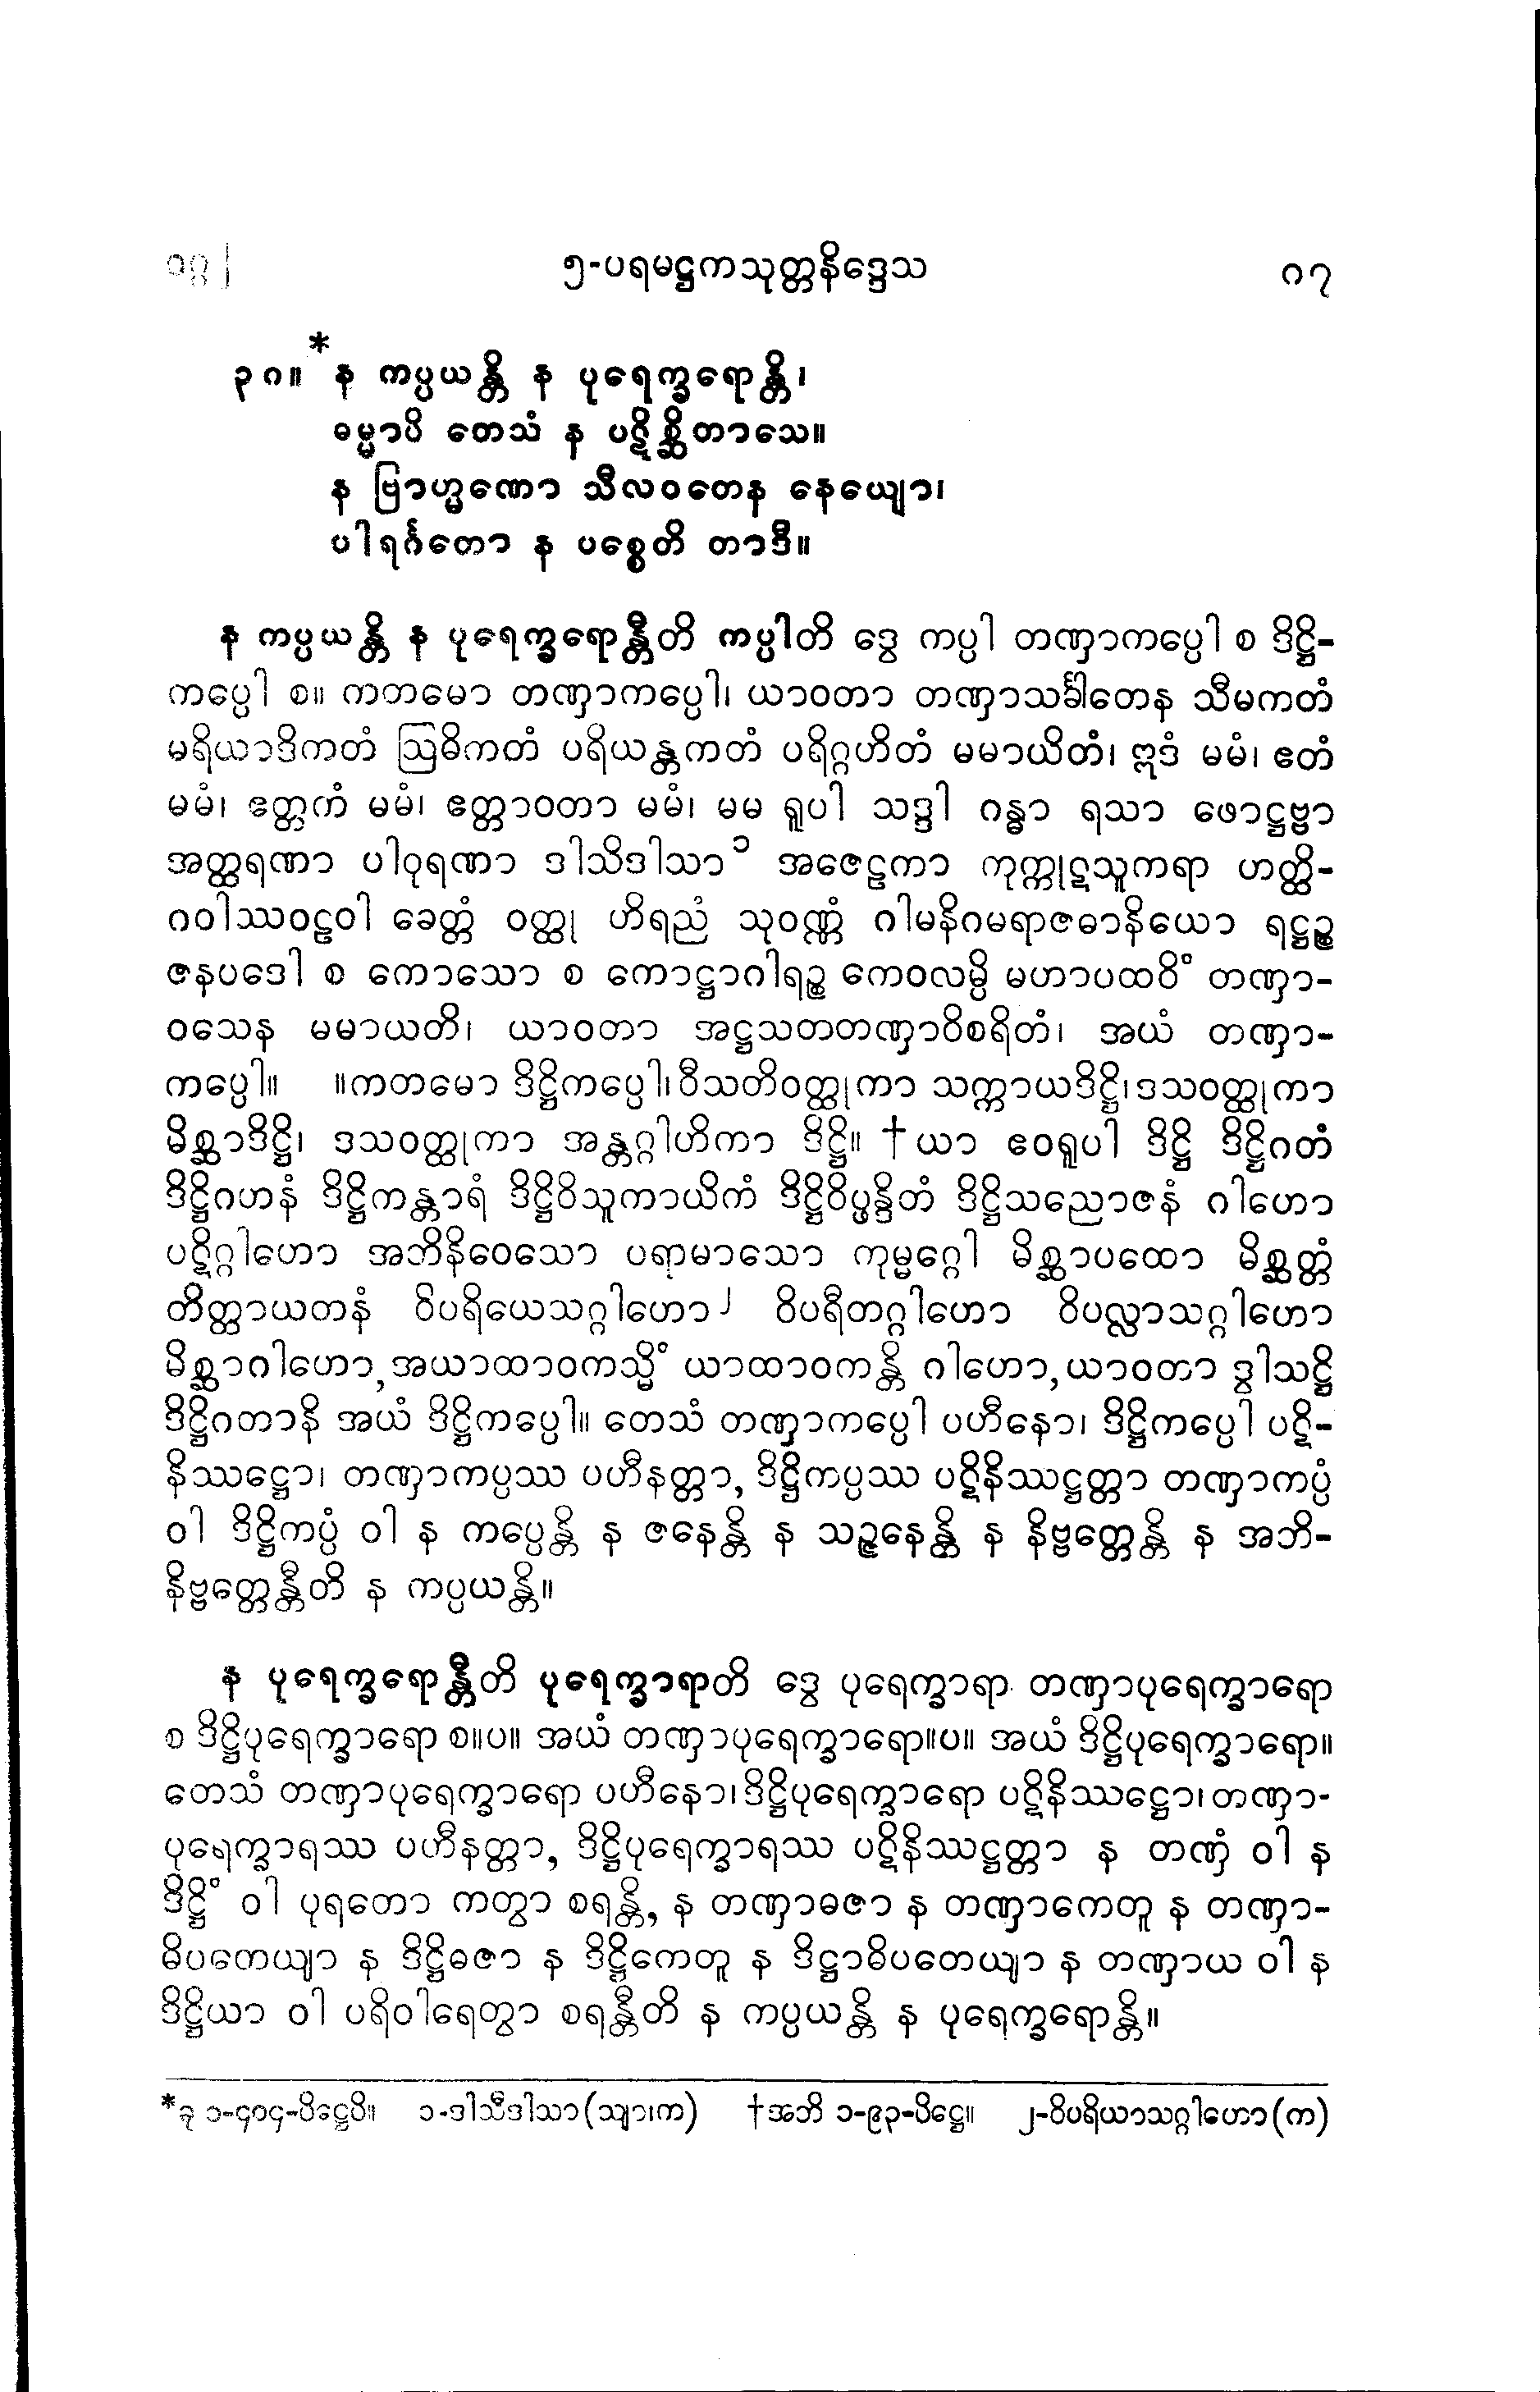 ၅-ပရမဋ္ဌကသုတ္တနိဒ္ဒေသ ၈၇
၃၈။ *န ကပ္ပယန္တိ န ပုရေက္ခရောန္တိ၊
ဓမ္မာပိ တေသံ န ပဋိစ္ဆိတာသေ။
န ဗြာဟ္မဏော သီလဝတေန နေယျော၊
ပါရင်္ဂတော န ပစ္စေတိ တာဒီ။
န ကပ္ပယန္တိ န ပုရေက္ခရောန္တီတိ ကပ္ပါတိ ဒွေ ကပ္ပါ တဏှာကပ္ပေါ စ ဒိဋ္ဌိ-
ကပ္ပေါ စ။ ကတမော တဏှာကပ္ပေါ၊ ယာဝတာ တဏှာသင်္ခါတေန သီမကတံ
မရိယာဒိကတံ ဩဓိကတံ ပရိယန္တကတံ ပရိဂ္ဂဟိတံ မမာယိတံ၊ ဣဒံ မမံ၊ ဧတံ
မမံ၊ ဧတ္တကံ မမံ၊ ဧတ္တာဝတာ မမံ၊ မမ ရူပါ သဒ္ဒါ ဂန္ဓာ ရသာ ဖောဋ္ဌဗ္ဗာ
အတ္ထရဏာ ပါဝုရဏာ ဒါသိဒါသာ၁ အဇေဠကာ ကုက္ကုဋသူကရာ ဟတ္ထိ-
ဂဝါဿဝဠဝါ ခေတ္တံ ဝတ္ထု ဟိရညံ သုဝဏ္ဏံ ဂါမနိဂမရာဇဓာနိယော ရဋ္ဌဉ္စ
ဇနပဒေါ စ ကောသော စ ကောဋ္ဌာဂါရဉ္စ ကေဝလမ္ပိ မဟာပထဝိံ တဏှာ-
ဝသေန မမာယတိ၊ ယာဝတာ အဋ္ဌသတတဏှာဝိစရိတံ၊ အယံ တဏှာ-
ကပ္ပေါ။ ။ကတမော ဒိဋ္ဌိကပ္ပေါ၊ ဝီသတိဝတ္ထုကာ သက္ကာယဒိဋ္ဌိ၊ ဒသဝတ္ထုကာ
မိစ္ဆာဒိဋ္ဌိ၊ ဒသဝတ္ထုကာ အန္တဂ္ဂါဟိကာ ဒိဋ္ဌိ။ †ယာ ဧဝရူပါ ဒိဋ္ဌိ ဒိဋ္ဌိဂတံ
ဒိဋ္ဌိဂဟနံ ဒိဋ္ဌိကန္တာရံ ဒိဋ္ဌိဝိသူကာယိကံ ဒိဋ္ဌိဝိပ္ဖန္ဒိတံ ဒိဋ္ဌိသညောဇနံ ဂါဟော
ပဋိဂ္ဂါဟော အဘိနိဝေသော ပရာမာသော ကုမ္မဂ္ဂေါ မိစ္ဆာပထော မိစ္ဆတ္တံ
တိတ္ထာယတနံ ဝိပရိယေသဂ္ဂါဟော၂ ဝိပရီတဂ္ဂါဟော ဝိပလ္လာသဂ္ဂါဟော
မိစ္ဆာဂါဟော, အယာထာဝကသ္မိံ ယာထာဝကန္တိ ဂါဟော, ယာဝတာ ဒွါသဋ္ဌိ
ဒိဋ္ဌိဂတာနိ အယံ ဒိဋ္ဌိကပ္ပေါ။ တေသံ တဏှာကပ္ပေါ ပဟီနော၊ ဒိဋ္ဌိကပ္ပေါ ပဋိ-
နိဿဋ္ဌော၊ တဏှာကပ္ပဿ ပဟီနတ္တာ, ဒိဋ္ဌိကပ္ပဿ ပဋိနိဿဋ္ဌတ္တာ တဏှာကပ္ပံ
ဝါ ဒိဋ္ဌိကပ္ပံ ဝါ န ကပ္ပေန္တိ န ဇနေန္တိ န သဉ္ဇနေန္တိ န နိဗ္ဗတ္တေန္တိ န အဘိ-
နိဗ္ဗတ္တေန္တီတိ န ကပ္ပယန္တိ။
န ပုရေက္ခရောန္တီတိ ပုရေက္ခာရာတိ ဒွေ ပုရေက္ခာရာ တဏှာပုရေက္ခာရော
စ ဒိဋ္ဌိပုရေက္ခာရော စ။ပ။ အယံ တဏှာပုရေက္ခာရော။ပ။ အယံ ဒိဋ္ဌိပုရေက္ခာရော။
တေသံ တဏှာပုရေက္ခာရော ပဟီနော၊ ဒိဋ္ဌိပုရေက္ခာရော ပဋိနိဿဋ္ဌော၊ တဏှာ-
ပုရေက္ခာရဿ ပဟီနတ္တာ, ဒိဋ္ဌိပုရေက္ခာရဿ ပဋိနိဿဋ္ဌတ္တာ န တဏှံ ဝါ န
ဒိဋ္ဌိံ ဝါ ပုရတော ကတွာ စရန္တိ, န တဏှာဓဇာ န တဏှာကေတူ န တဏှာ-
ဓိပတေယျာ န ဒိဋ္ဌိဓဇာ န ဒိဋ္ဌိကေတူ န ဒိဋ္ဌာဓိပတေယျာ န တဏှာယ ဝါ န
ဒိဋ္ဌိယာ ဝါ ပရိဝါရေတွာ စရန္တီတိ န ကပ္ပယန္တိ န ပုရေက္ခရောန္တိ။
*ခု ၁-၄၀၄-ပိဋ္ဌေပိ။ ၁-ဒါသီဒါသာ(သျာ၊က) †အဘိ ၁-၉၃-ပိဋ္ဌေ။ ၂-ဝိပရိယာသဂ္ဂါဟော(က)